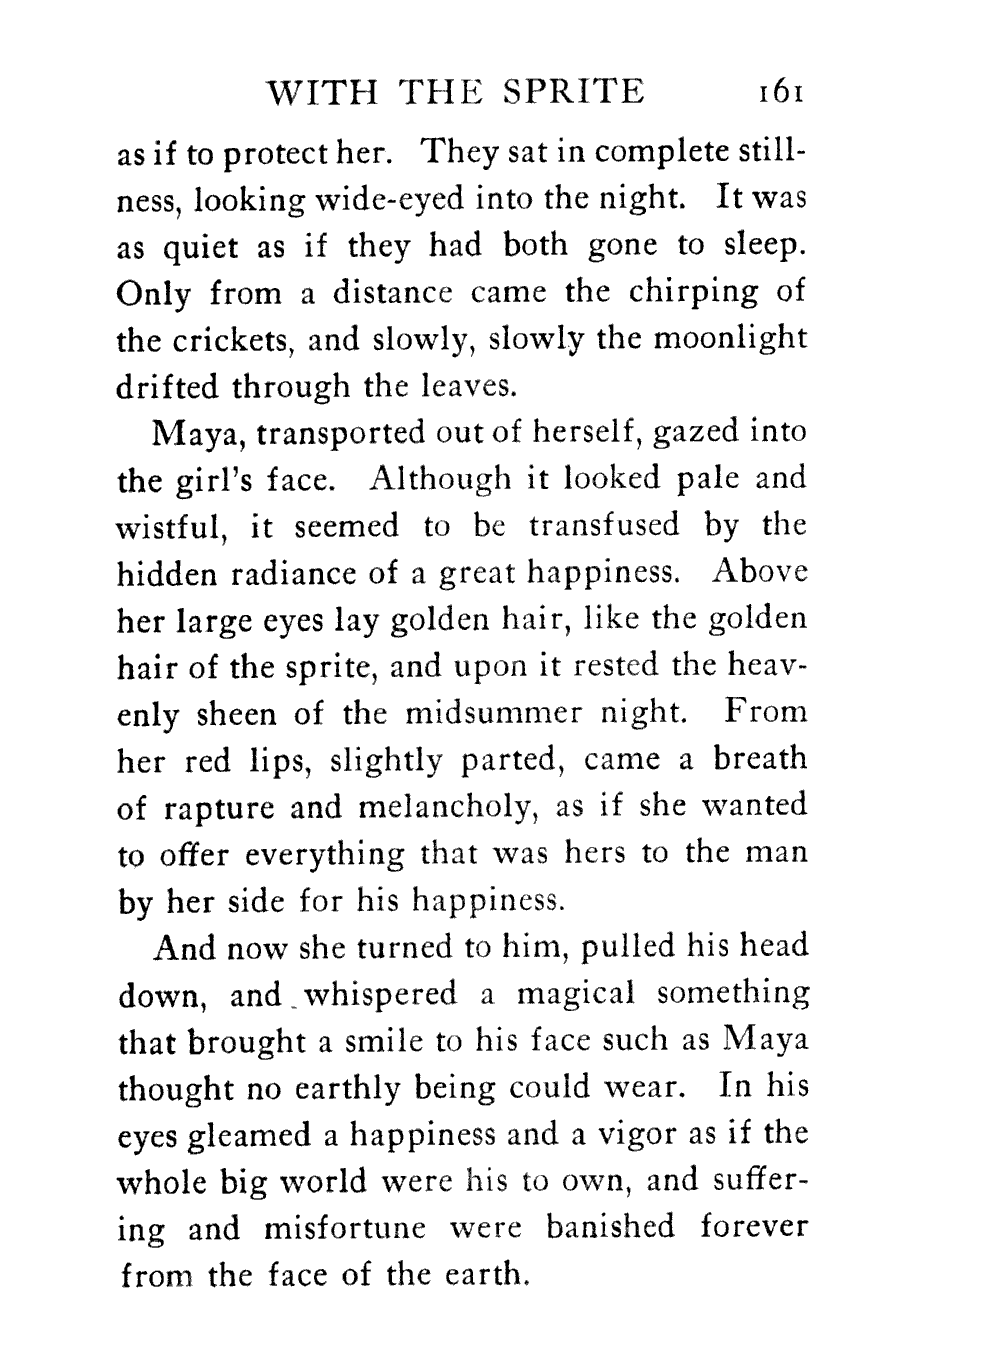 WITH THE SPRITE 161
as if to protect her. They sat in complete still-
ness, looking wide-eyed into the night. It was
as quiet as if they had both gone to sleep.
Only from a distance came the chirping of
the crickets, and slowly, slowly the moonlight
drifted through the leaves.
Maya, transported out of herself, gazed into
the girl's face. Although it looked pale and
wistful, it seemed to be transfused by the
hidden radiance of a great happiness. Above
her large eyes lay golden hair, like the golden
hair of the sprite, and upon it rested the heav-
enly sheen of the midsummer night. From
her red lips, slightly parted, came a breath
of rapture and melancholy, as if she wanted
to offer everything that was hers to the man
by her side for his happiness.
And now she turned to him, pulled his head
down, and whispered a magical something
that brought a smile to his face such as Maya
thought no earthly being could wear. In his
eyes gleamed a happiness and a vigor as if the
whole big world were his to own, and suffer-
ing and misfortune were banished forever
from the face of the earth.